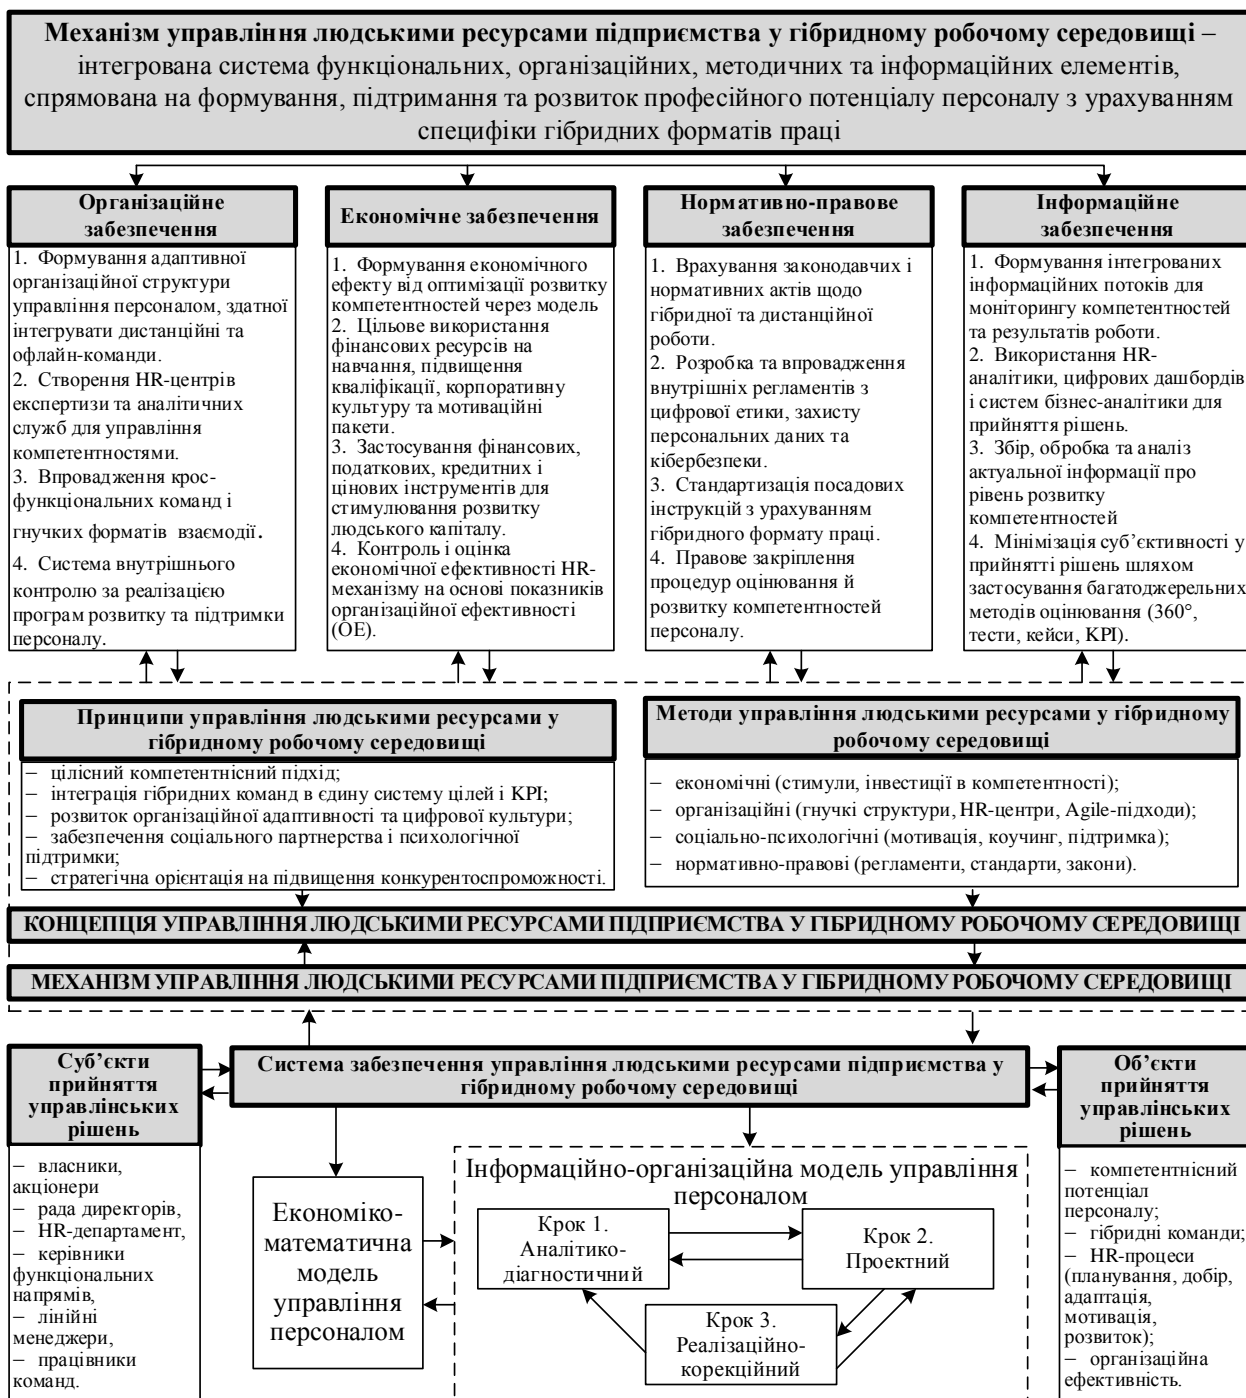 Механізм управління людськими ресурсами підприємства у гібридному робочому середовищі –
інтегрована система функціональних, організаційних, методичних та інформаційних елементів,
спрямована на формування, підтримання та розвиток професійного потенціалу персоналу з урахуванням
специфіки гібридних форматів праці
Організаційне
забезпечення
1. Формування адаптивної
організаційної структури
управління персоналом, здатної
інтегрувати дистанційні та
офлайн-команди.
2. Створення HR-центрів
експертизи та аналітичних
служб для управління
компетентностями.
3. Впровадження крос-
функціональних команд і
гнучких форматів взаємодії.
4. Система внутрішнього
контролю за реалізацією
програм розвитку та підтримки
персоналу.
Економічне забезпечення
1. Формування економічного
ефекту від оптимізації розвитку
компетентностей через модель
2. Цільове використання
фінансових ресурсів на
навчання, підвищення
кваліфікації, корпоративну
культуру та мотиваційні
пакети.
3. Застосування фінансових,
податкових, кредитних і
цінових інструментів для
стимулювання розвитку
людського капіталу.
4. Контроль і оцінка
економічної ефективності HR-
механізму на основі показників
організаційної ефективності
(ОЕ).
Нормативно-правове
забезпечення
1. Врахування законодавчих і
нормативних актів щодо
гібридної та дистанційної
роботи.
2. Розробка та впровадження
внутрішніх регламентів з
цифрової етики, захисту
персональних даних та
кібербезпеки.
3. Стандартизація посадових
інструкцій з урахуванням
гібридного формату праці.
4. Правове закріплення
процедур оцінювання й
розвитку компетентностей
персоналу.
Інформаційне
забезпечення
1. Формування інтегрованих
інформаційних потоків для
моніторингу компетентностей
та результатів роботи.
2. Використання HR-
аналітики, цифрових дашбордів
і систем бізнес-аналітики для
прийняття рішень.
3. Збір, обробка та аналіз
актуальної інформації про
рівень розвитку
компетентностей
4. Мінімізація суб’єктивності у
прийнятті рішень шляхом
застосування багатоджерельних
методів оцінювання (360°,
тести, кейси, KPI).
Принципи управління людськими ресурсами у
гібридному робочому середовищі
– цілісний компетентнісний підхід;
– інтеграція гібридних команд в єдину систему цілей і KPI;
– розвиток організаційної адаптивності та цифрової культури;
– забезпечення соціального партнерства і психологічної
підтримки;
– стратегічна орієнтація на підвищення конкурентоспроможності.
Методи управління людськими ресурсами у гібридному
робочому середовищі
– економічні (стимули, інвестиції в компетентності);
– організаційні (гнучкі структури, HR-центри, Agile-підходи);
– соціально-психологічні (мотивація, коучинг, підтримка);
– нормативно-правові (регламенти, стандарти, закони).
КОНЦЕПЦІЯ УПРАВЛІННЯ ЛЮДСЬКИМИ РЕСУРСАМИ ПІДПРИЄМСТВА У ГІБРИДНОМУ РОБОЧОМУ СЕРЕДОВИЩІ
МЕХАНІЗМ УПРАВЛІННЯ ЛЮДСЬКИМИ РЕСУРСАМИ ПІДПРИЄМСТВА У ГІБРИДНОМУ РОБОЧОМУ СЕРЕДОВИЩІ
Суб’єкти
прийняття
управлінських
рішень
– власники,
акціонери
– рада директорів,
– HR-департамент,
– керівники
функціональних
напрямів,
– лінійні
менеджери,
– працівники
команд.
Система забезпечення управління людськими ресурсами підприємства у
гібридному робочому середовищі
Економіко-
математична
модель
управління
персоналом
Інформаційно-організаційна модель управління
персоналом
Крок 1.
Аналітико-
діагностичний
Крок 2.
Проектний
Крок 3.
Реалізаційно-
корекційний
Об’єкти
прийняття
управлінських
рішень
– компетентнісний
потенціал
персоналу;
– гібридні команди;
– HR-процеси
(планування, добір,
адаптація,
мотивація,
розвиток);
– організаційна
ефективність.